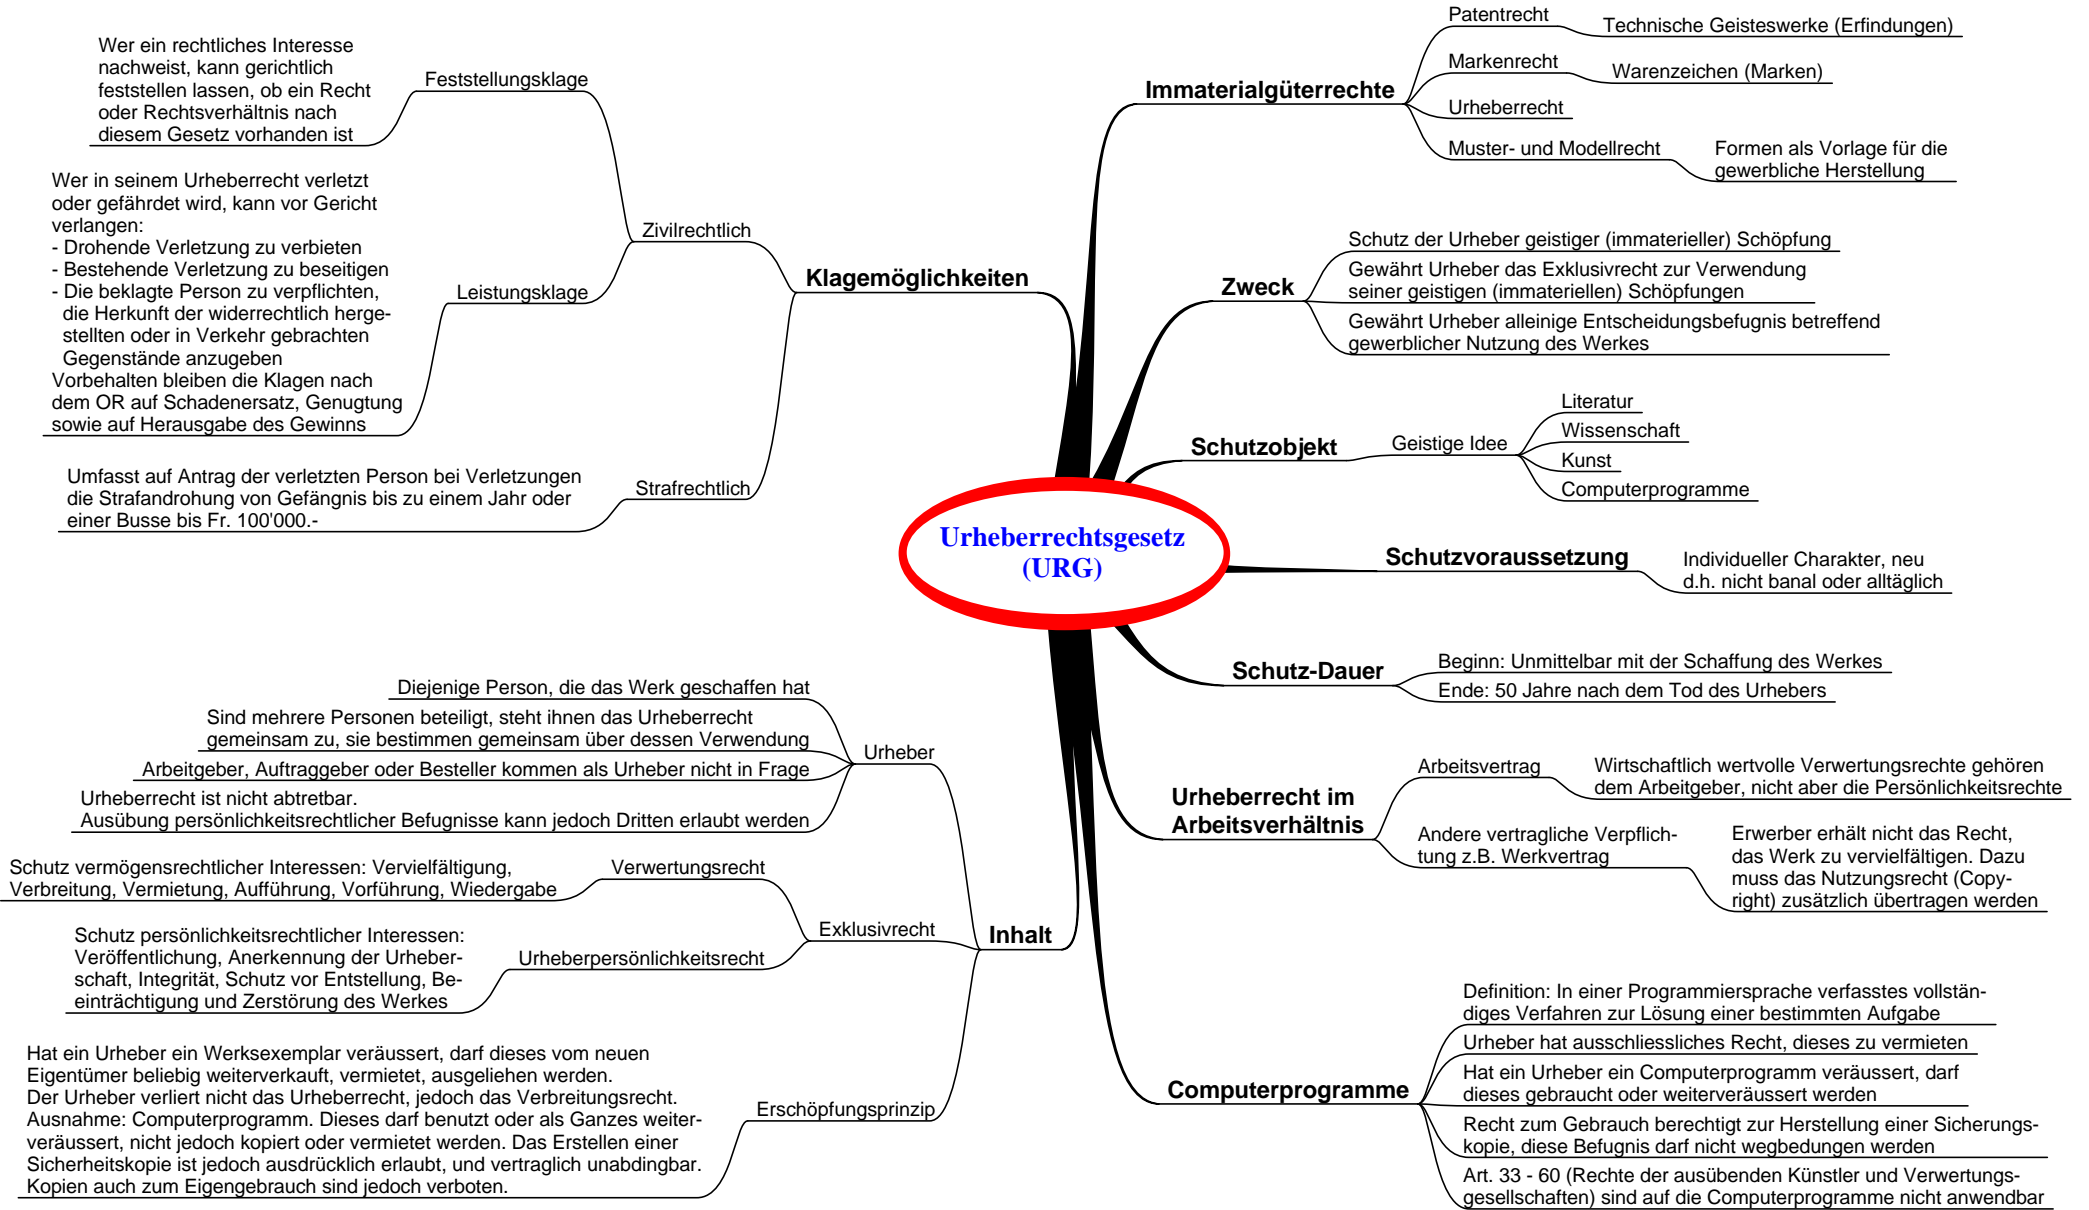 Urheberrechtsgesetz
(URG)
Immaterialgüterrechte
Patentrecht
Technische Geisteswerke (Erfindungen)
Markenrecht
Warenzeichen (Marken)
Urheberrecht
Muster- und Modellrecht
Formen als Vorlage für die
gewerbliche Herstellung
Zweck
Schutz der Urheber geistiger (immaterieller) Schöpfung
Gewährt Urheber das Exklusivrecht zur Verwendung
seiner geistigen (immateriellen) Schöpfungen
Gewährt Urheber alleinige Entscheidungsbefugnis betreffend
gewerblicher Nutzung des Werkes
Schutzobjekt
Geistige Idee
Literatur
Wissenschaft
Kunst
Computerprogramme
Schutzvoraussetzung
Individueller Charakter, neu
d.h. nicht banal oder alltäglich
Schutz-Dauer
Beginn: Unmittelbar mit der Schaffung des Werkes
Ende: 50 Jahre nach dem Tod des Urhebers
Urheberrecht im
Arbeitsverhältnis
Arbeitsvertrag
Wirtschaftlich wertvolle Verwertungsrechte gehören
dem Arbeitgeber, nicht aber die Persönlichkeitsrechte
Andere vertragliche Verpflich-
tung z.B. Werkvertrag
Erwerber erhält nicht das Recht,
das Werk zu vervielfältigen. Dazu
muss das Nutzungsrecht (Copy-
right) zusätzlich übertragen werden
Computerprogramme
Definition: In einer Programmiersprache verfasstes vollstän-
diges Verfahren zur Lösung einer bestimmten Aufgabe
Urheber hat ausschliessliches Recht, dieses zu vermieten
Hat ein Urheber ein Computerprogramm veräussert, darf
dieses gebraucht oder weiterveräussert werden
Recht zum Gebrauch berechtigt zur Herstellung einer Sicherungs-
kopie, diese Befugnis darf nicht wegbedungen werden
Art. 33 - 60 (Rechte der ausübenden Künstler und Verwertungs-
gesellschaften) sind auf die Computerprogramme nicht anwendbar
Klagemöglichkeiten
Zivilrechtlich
Feststellungsklage
Wer ein rechtliches Interesse
nachweist, kann gerichtlich
feststellen lassen, ob ein Recht
oder Rechtsverhältnis nach
diesem Gesetz vorhanden ist
Leistungsklage
Wer in seinem Urheberrecht verletzt
oder gefährdet wird, kann vor Gericht
verlangen:
- Drohende Verletzung zu verbieten
- Bestehende Verletzung zu beseitigen
- Die beklagte Person zu verpflichten,
die Herkunft der widerrechtlich herge-
stellten oder in Verkehr gebrachten
Gegenstände anzugeben
Vorbehalten bleiben die Klagen nach
dem OR auf Schadenersatz, Genugtung
sowie auf Herausgabe des Gewinns
Strafrechtlich
Umfasst auf Antrag der verletzten Person bei Verletzungen
die Strafandrohung von Gefängnis bis zu einem Jahr oder
einer Busse bis Fr. 100'000.-
Inhalt
Urheber
Diejenige Person, die das Werk geschaffen hat
Sind mehrere Personen beteiligt, steht ihnen das Urheberrecht
gemeinsam zu, sie bestimmen gemeinsam über dessen Verwendung
Arbeitgeber, Auftraggeber oder Besteller kommen als Urheber nicht in Frage
Urheberrecht ist nicht abtretbar.
Ausübung persönlichkeitsrechtlicher Befugnisse kann jedoch Dritten erlaubt werden
Exklusivrecht
Verwertungsrecht
Schutz vermögensrechtlicher Interessen: Vervielfältigung,
Verbreitung, Vermietung, Aufführung, Vorführung, Wiedergabe
Urheberpersönlichkeitsrecht
Schutz persönlichkeitsrechtlicher Interessen:
Veröffentlichung, Anerkennung der Urheber-
schaft, Integrität, Schutz vor Entstellung, Be-
einträchtigung und Zerstörung des Werkes
Erschöpfungsprinzip
Hat ein Urheber ein Werksexemplar veräussert, darf dieses vom neuen
Eigentümer beliebig weiterverkauft, vermietet, ausgeliehen werden.
Der Urheber verliert nicht das Urheberrecht, jedoch das Verbreitungsrecht.
Ausnahme: Computerprogramm. Dieses darf benutzt oder als Ganzes weiter-
veräussert, nicht jedoch kopiert oder vermietet werden. Das Erstellen einer
Sicherheitskopie ist jedoch ausdrücklich erlaubt, und vertraglich unabdingbar.
Kopien auch zum Eigengebrauch sind jedoch verboten.